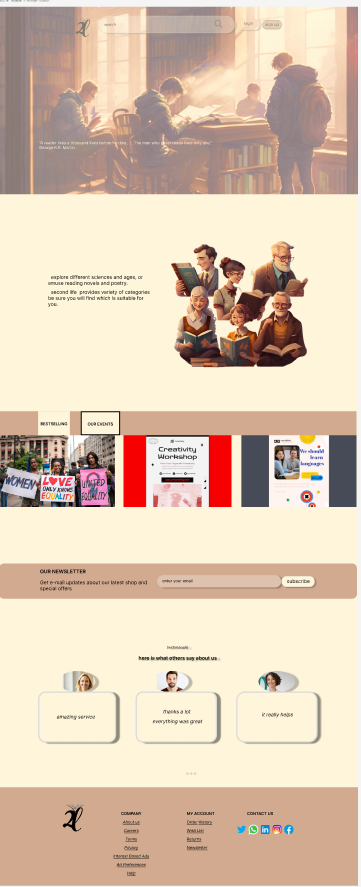 search
login
sign up
"A reader lives a thousand lives before he dies . . . The man who never reads lives only one."
George R.R. Martin
explore different sciences and ages, or
amuse reading novels and poetry.
second life provides variety of categories
be sure you will find which is suitable for
you.
BESTSELLING
OUR EVENTS
WOMEN
LOVE
ONLY KNOWS
EQUALITY
UNITED
EQUALITY
Creativity
Workshop
We should
learn
languages
OUR NEWSLETTER
Get e-mail updates about our latest shop and
special offers.
enter your email
subscribe
testimonials...
here is what others say about us...
amazing service
thanks a lot
everything was great
it really helps
COMPANY
About us
Careers
Terms
Privacy
Interest Based Ads
Ad Preferences
Help
MY ACCOUNT
Order History
Wish List
Returns
Newsletter
CONTACT US